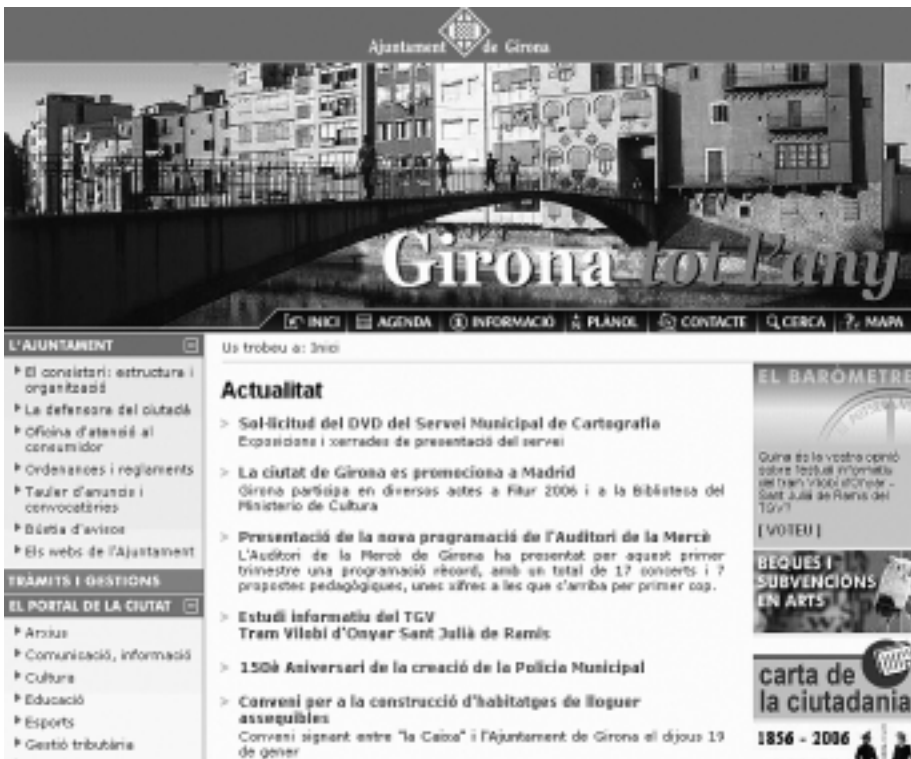 Ajuntament de Girona
Girona tot l'any
INICI AGENDA INFORMACIÓ PLÀNOL CONTACTE CERCA MAPA
L'AJUNTAMENT
El consistori: estructura i
organització
La defensora del ciutadà
Oficina d'atenció al
consumidor
Ordenances i reglaments
Tauler d'anuncis i
convocatòries
Bústia d'avisos
Els webs de l'Ajuntament
TRÀMITS I GESTIONS
EL PORTAL DE LA CIUTAT
Arxius
Comunicació, informació
Cultura
Educació
Esports
Gestió tributària
Us trobeu a: Inici
Actualitat
> Sol·licitud del DVD del Servei Municipal de Cartografia
Exposicions i xerrades de presentació del servei
> La ciutat de Girona es promociona a Madrid
Girona participa en diversos actes a Fitur 2006 i a la Biblioteca del
Ministerio de Cultura
> Presentació de la nova programació de l'Auditori de la Mercè
L'Auditori de la Mercè de Girona ha presentat per aquest primer
trimestre una programació rècord, amb un total de 17 concerts i 7
propostes pedagògiques, unes xifres a les que s'arriba per primer cop.
> Estudi informatiu del TGV
Tram Vilobí d'Onyar Sant Julià de Ramis
> 150è Aniversari de la creació de la Policia Municipal
> Conveni per a la construcció d'habitatges de lloguer
assequibles
Conveni signant entre "la Caixa" i l'Ajuntament de Girona el dijous 19
de gener
EL BARÒMETRE
Quina és la vostra opinió
sobre l'estudi informatiu
del tram Vilobí d'Onyar -
Sant Julià de Ramis del
TGV?
[ VOTEU ]
BEQUES I
SUBVENCIONS
EN ARTS
carta de
la ciutadania
1856 - 2006